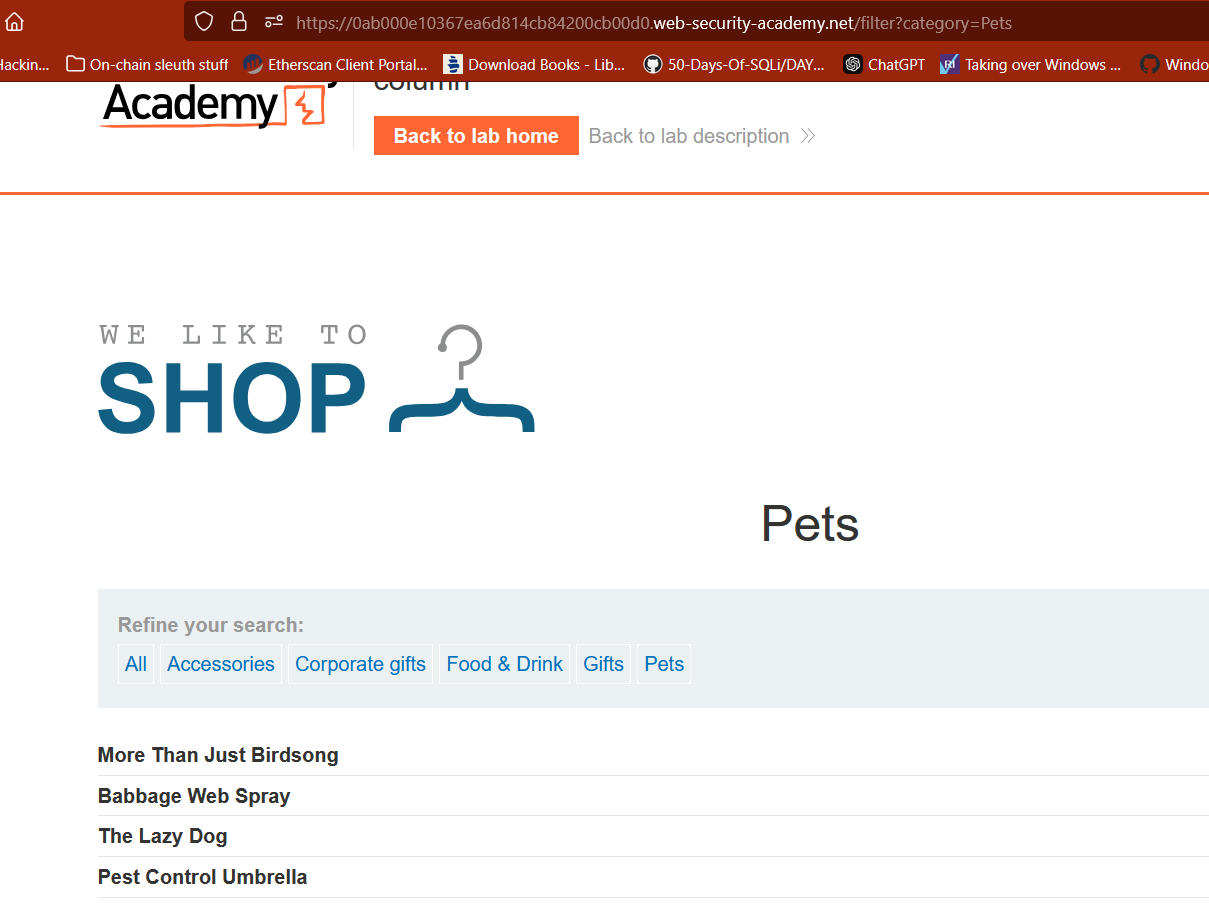 https://0ab000e10367ea6d814cb84200cb00d0.web-security-academy.net/filter?category=Pets
Hackin... On-chain sleuth stuff Etherscan Client Portal... Download Books - Lib... 50-Days-Of-SQLi/DAY... ChatGPT Taking over Windows ... Windo
Academy
column
Back to lab home Back to lab description
WE LIKE TO
SHOP
Pets
Refine your search:
All Accessories Corporate gifts Food & Drink Gifts Pets
More Than Just Birdsong
Babbage Web Spray
The Lazy Dog
Pest Control Umbrella